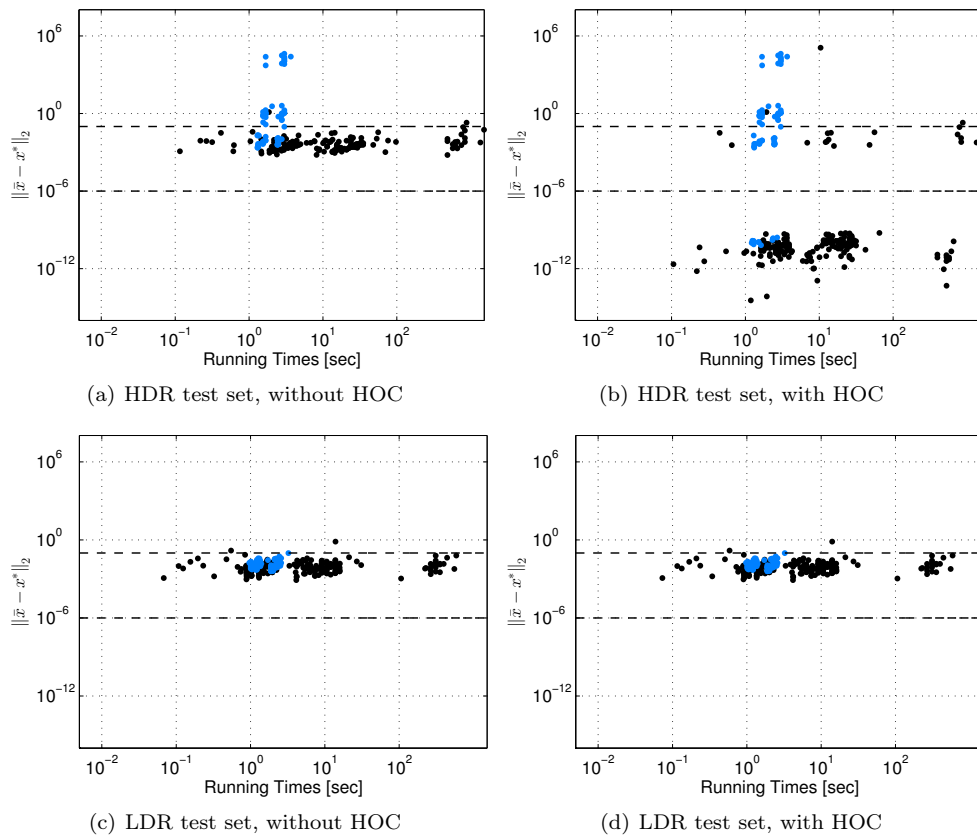 10^6
10^0
10^−6
10^−12
‖x̄ − x*‖₂
10^−2 10^−1 10^0 10^1 10^2
Running Times [sec]
(a) HDR test set, without HOC
10^6
10^0
10^−6
10^−12
‖x̄ − x*‖₂
10^−2 10^−1 10^0 10^1 10^2
Running Times [sec]
(b) HDR test set, with HOC
10^6
10^0
10^−6
10^−12
‖x̄ − x*‖₂
10^−2 10^−1 10^0 10^1 10^2
Running Times [sec]
(c) LDR test set, without HOC
10^6
10^0
10^−6
10^−12
‖x̄ − x*‖₂
10^−2 10^−1 10^0 10^1 10^2
Running Times [sec]
(d) LDR test set, with HOC